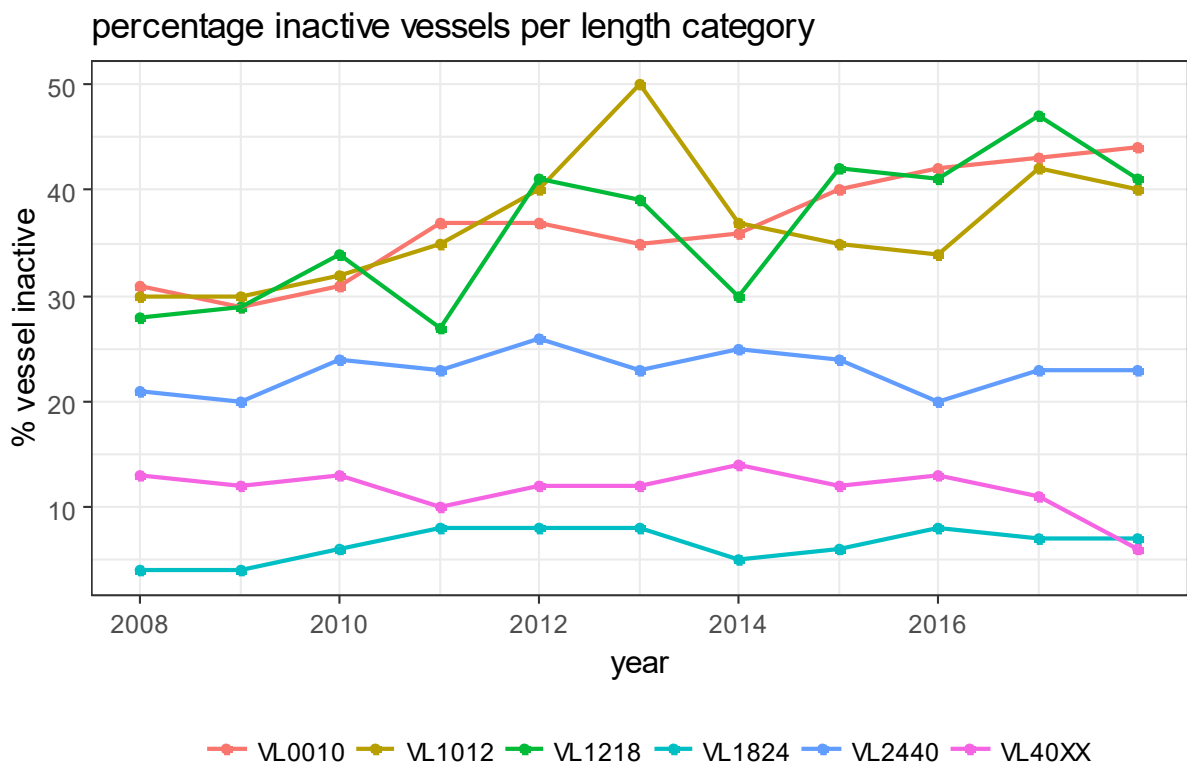 percentage inactive vessels per length category
50
40
30
20
10
% vessel inactive
2008 2010 2012 2014 2016
year
VL0010 VL1012 VL1218 VL1824 VL2440 VL40XX